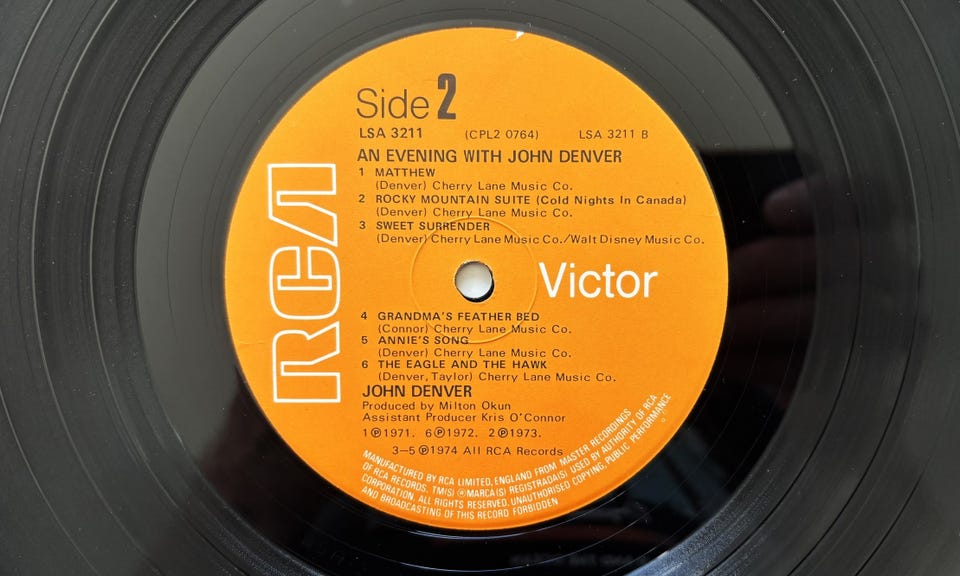 Side 2
LSA 3211 (CPL2 0764) LSA 3211 B
AN EVENING WITH JOHN DENVER
1 MATTHEW
(Denver) Cherry Lane Music Co.
2 ROCKY MOUNTAIN SUITE (Cold Nights In Canada)
(Denver) Cherry Lane Music Co.
3 SWEET SURRENDER
(Denver) Cherry Lane Music Co./Walt Disney Music Co.
RCA
Victor
4 GRANDMA'S FEATHER BED
(Connor) Cherry Lane Music Co.
5 ANNIE'S SONG
(Denver) Cherry Lane Music Co.
6 THE EAGLE AND THE HAWK
(Denver, Taylor) Cherry Lane Music Co.
JOHN DENVER
Produced by Milton Okun
Assistant Producer Kris O'Connor
1 Ⓟ 1971. 6 Ⓟ 1972. 2 Ⓟ 1973.
3–5 Ⓟ 1974 All RCA Records
MANUFACTURED BY RCA LIMITED, ENGLAND FROM MASTER RECORDINGS
OF RCA RECORDS. TM(S) ® MARCA(S) REGISTRADA(S) USED BY AUTHORITY OF RCA
CORPORATION. ALL RIGHTS RESERVED. UNAUTHORISED COPYING, PUBLIC PERFORMANCE
AND BROADCASTING OF THIS RECORD FORBIDDEN